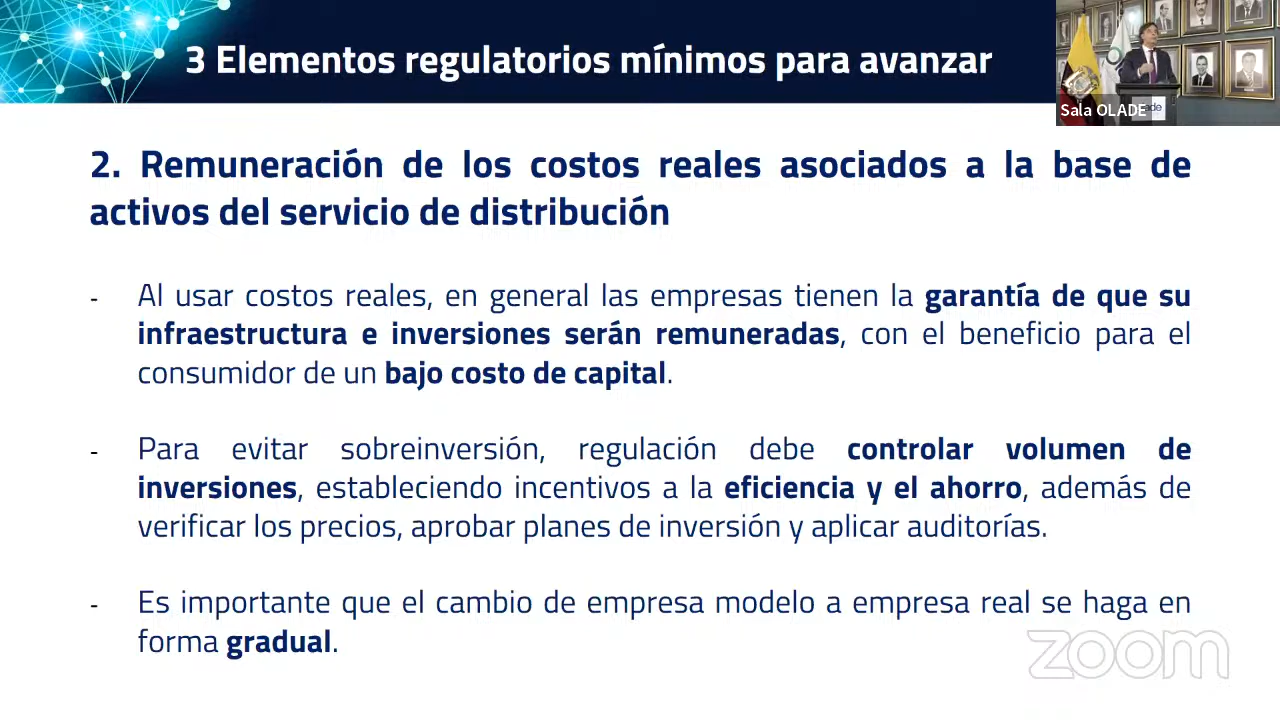 3 Elementos regulatorios mínimos para avanzar
Sala OLADE
2. Remuneración de los costos reales asociados a la base de
activos del servicio de distribución
- Al usar costos reales, en general las empresas tienen la garantía de que su
infraestructura e inversiones serán remuneradas, con el beneficio para el
consumidor de un bajo costo de capital.
- Para evitar sobreinversión, regulación debe controlar volumen de
inversiones, estableciendo incentivos a la eficiencia y el ahorro, además de
verificar los precios, aprobar planes de inversión y aplicar auditorías.
- Es importante que el cambio de empresa modelo a empresa real se haga en
forma gradual.
zoom